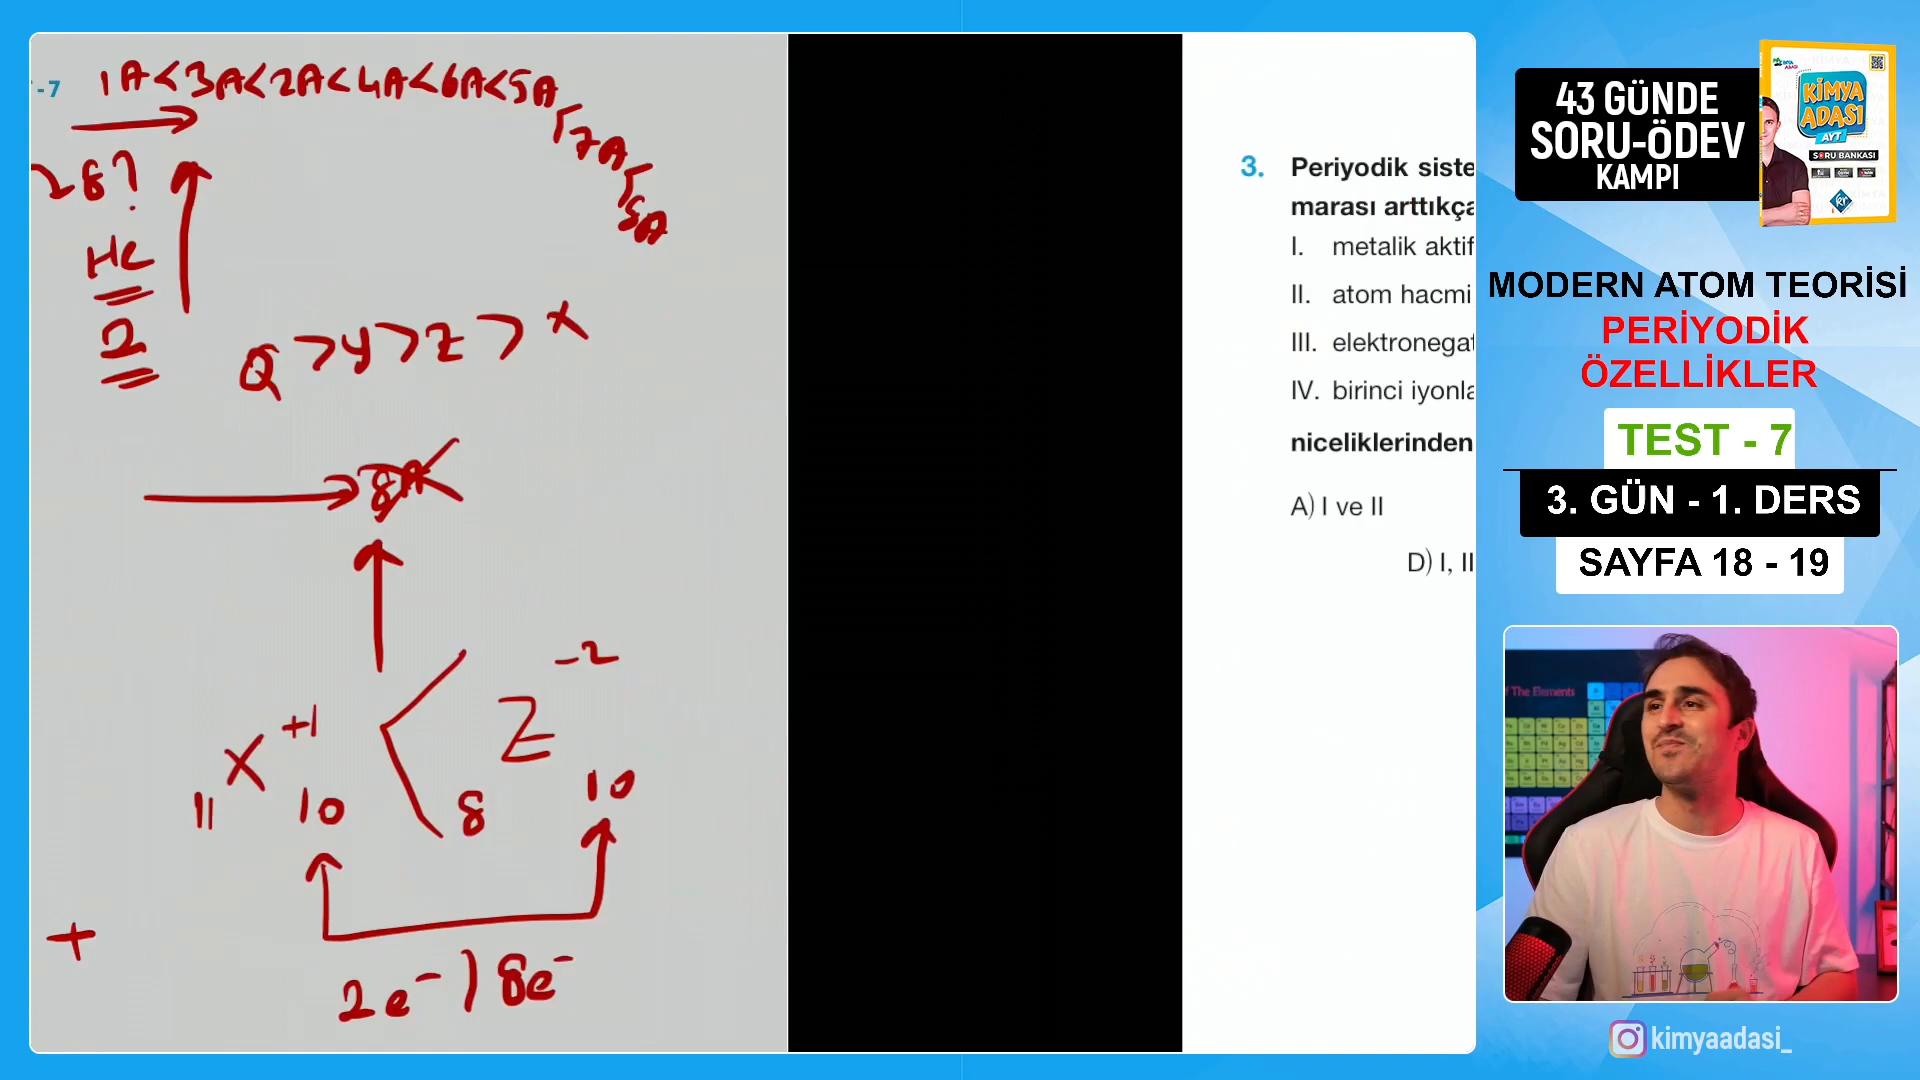 -7
1A<3A<2A<4A<6A<5A
<7A
<8A
28?
He
2
Q>Y>Z>X
8A
11 X +1 10
8 Z -2 10
+
2e⁻) 8e⁻
3. Periyodik siste
marası arttıkça
I. metalik aktif
II. atom hacmi
III. elektronegat
IV. birinci iyonla
niceliklerinden
A) I ve II
D) I, II
43 GÜNDE
SORU-ÖDEV
KAMPI
KİMYA
ADASI
AYT
SORU BANKASI
kr
MODERN ATOM TEORİSİ
PERİYODİK
ÖZELLİKLER
TEST - 7
3. GÜN - 1. DERS
SAYFA 18 - 19
f The Elements
kimyaadasi_